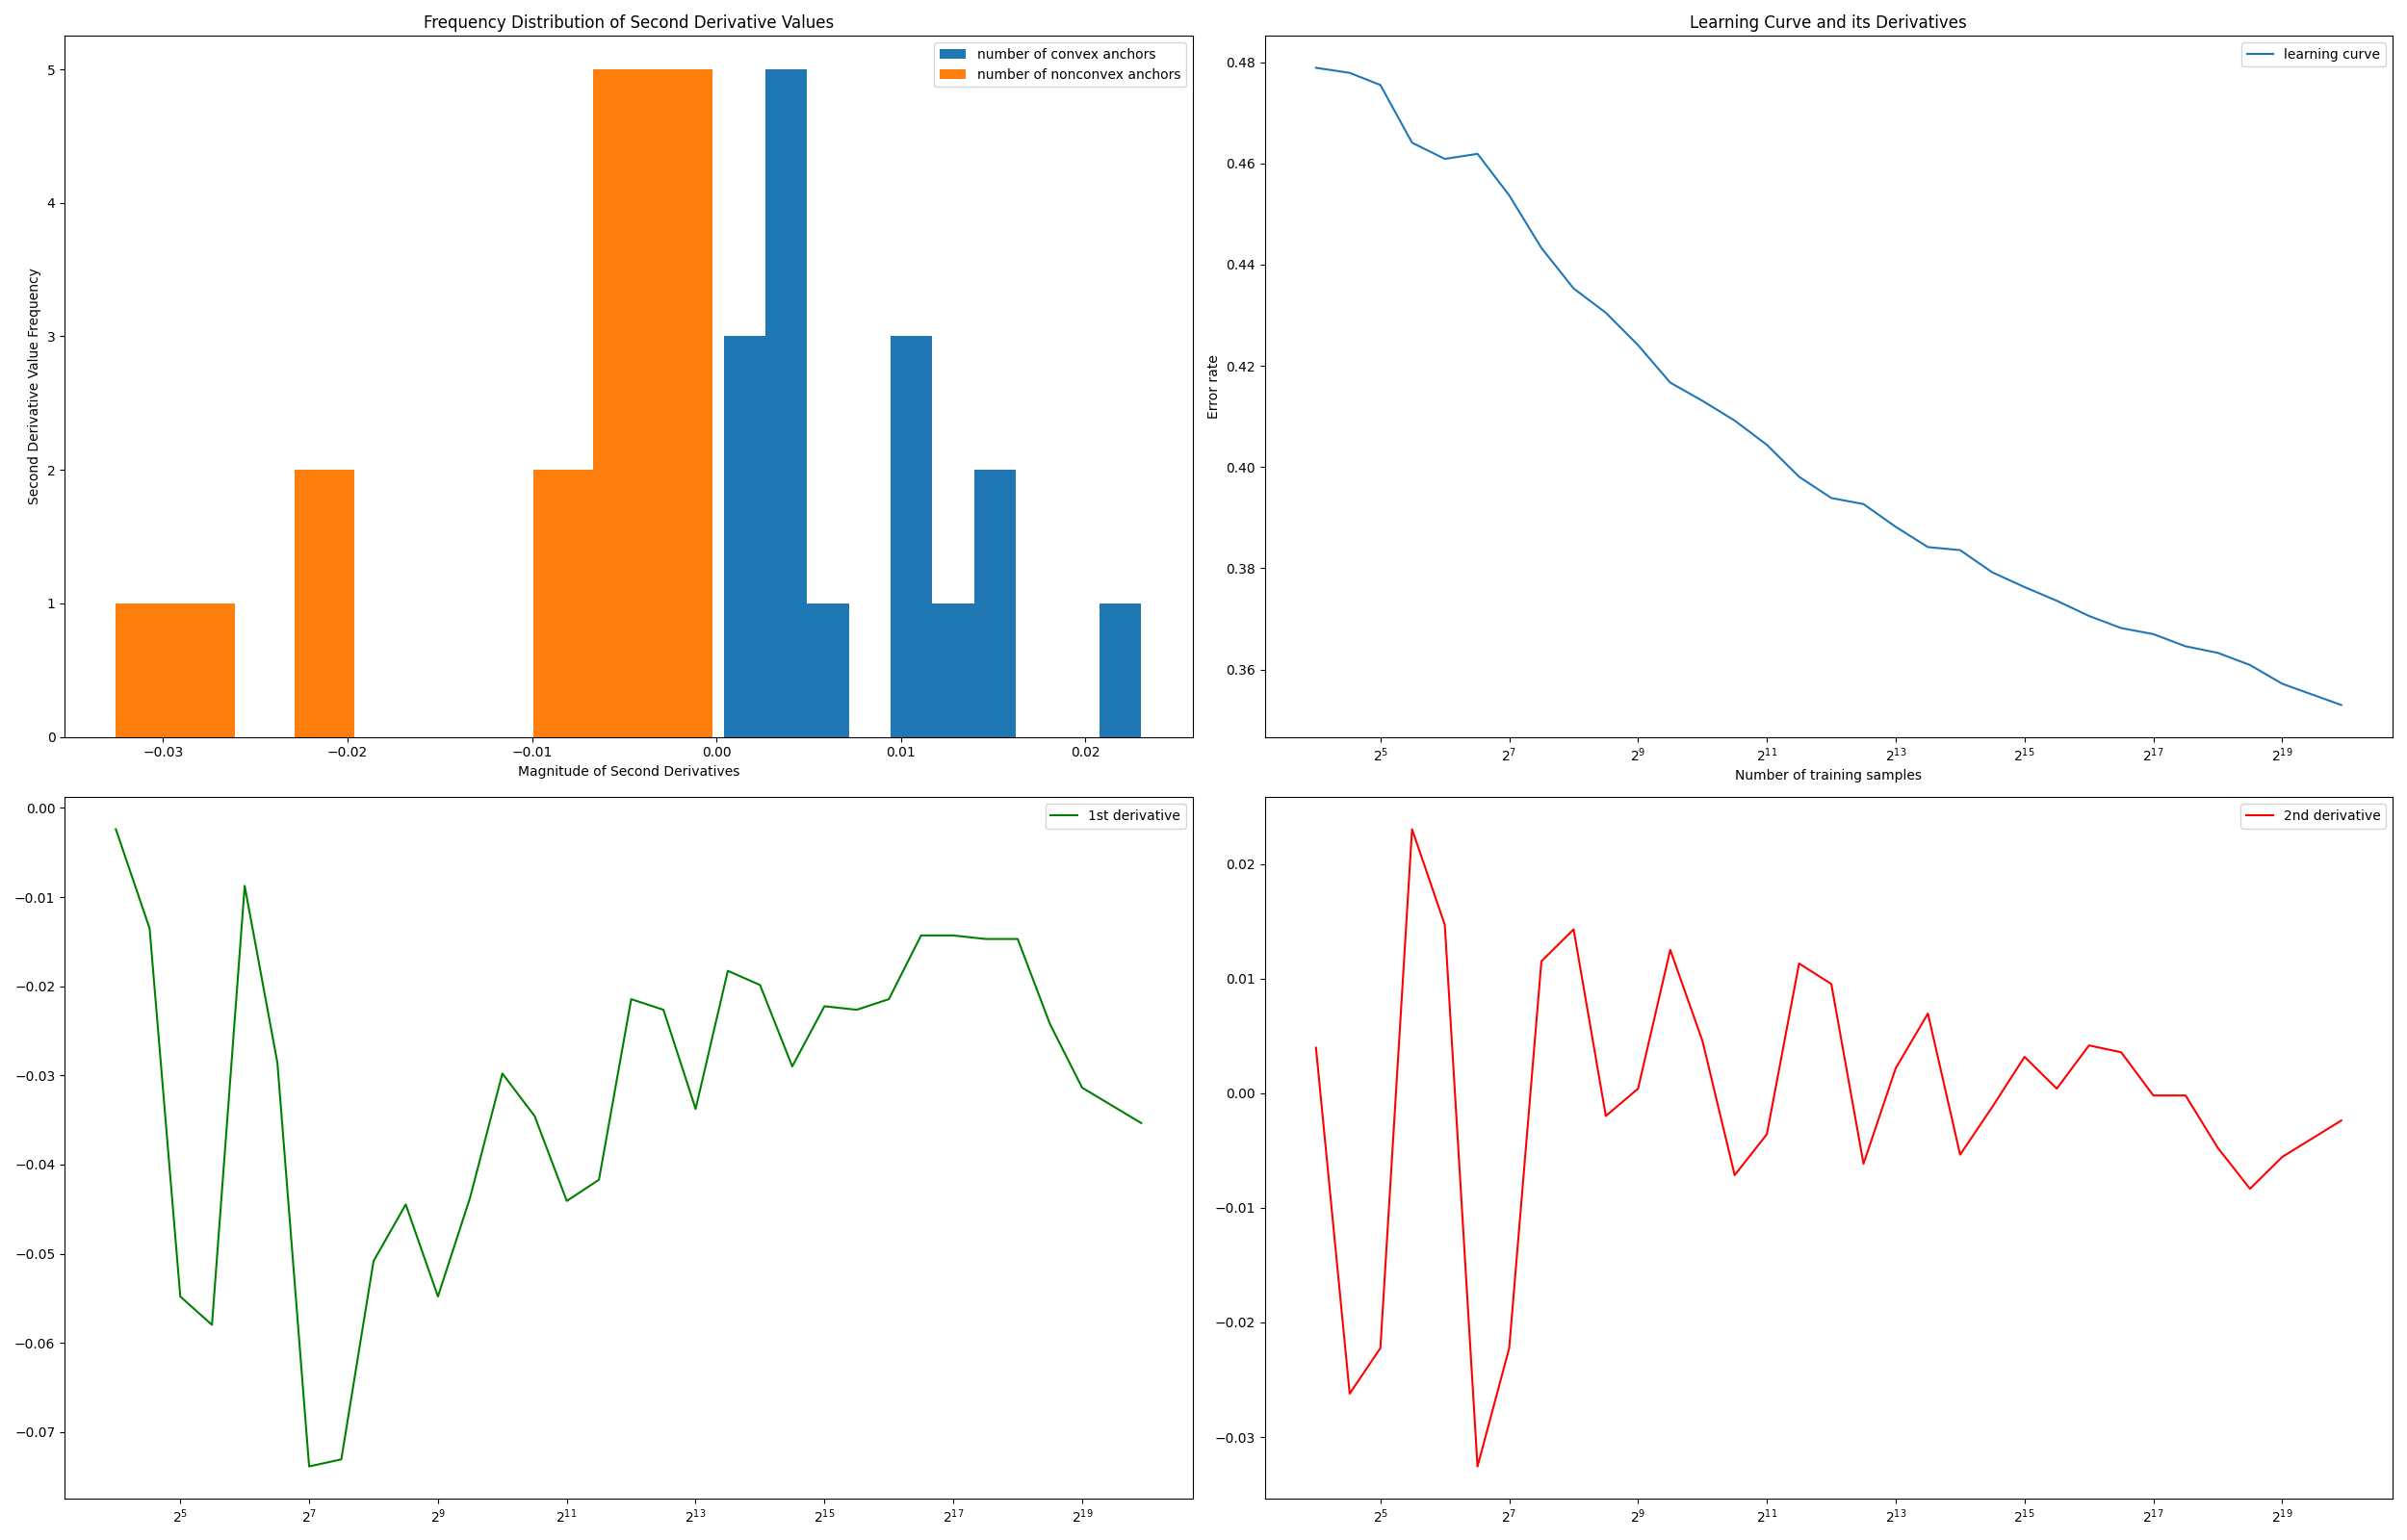 Frequency Distribution of Second Derivative Values
number of convex anchors
number of nonconvex anchors
5
4
3
2
1
0
Second Derivative Value Frequency
−0.03 −0.02 −0.01 0.00 0.01 0.02
Magnitude of Second Derivatives
Learning Curve and its Derivatives
learning curve
0.48
0.46
0.44
0.42
0.40
0.38
0.36
Error rate
2^5 2^7 2^9 2^11 2^13 2^15 2^17 2^19
Number of training samples
1st derivative
0.00
−0.01
−0.02
−0.03
−0.04
−0.05
−0.06
−0.07
2^5 2^7 2^9 2^11 2^13 2^15 2^17 2^19
2nd derivative
0.02
0.01
0.00
−0.01
−0.02
−0.03
2^5 2^7 2^9 2^11 2^13 2^15 2^17 2^19